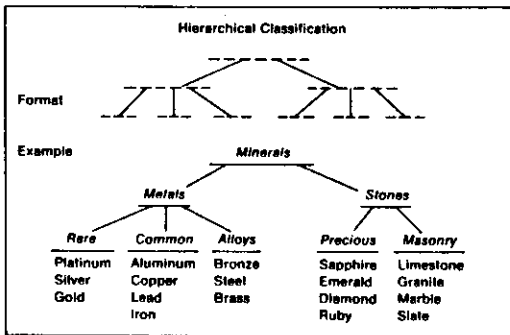 Hierarchical Classification
Format
Example
Minerals
Metals Stones
Rare Common Alloys Precious Masonry
Platinum Aluminum Bronze Sapphire Limestone
Silver Copper Steel Emerald Granite
Gold Lead Brass Diamond Marble
Iron Ruby Slate